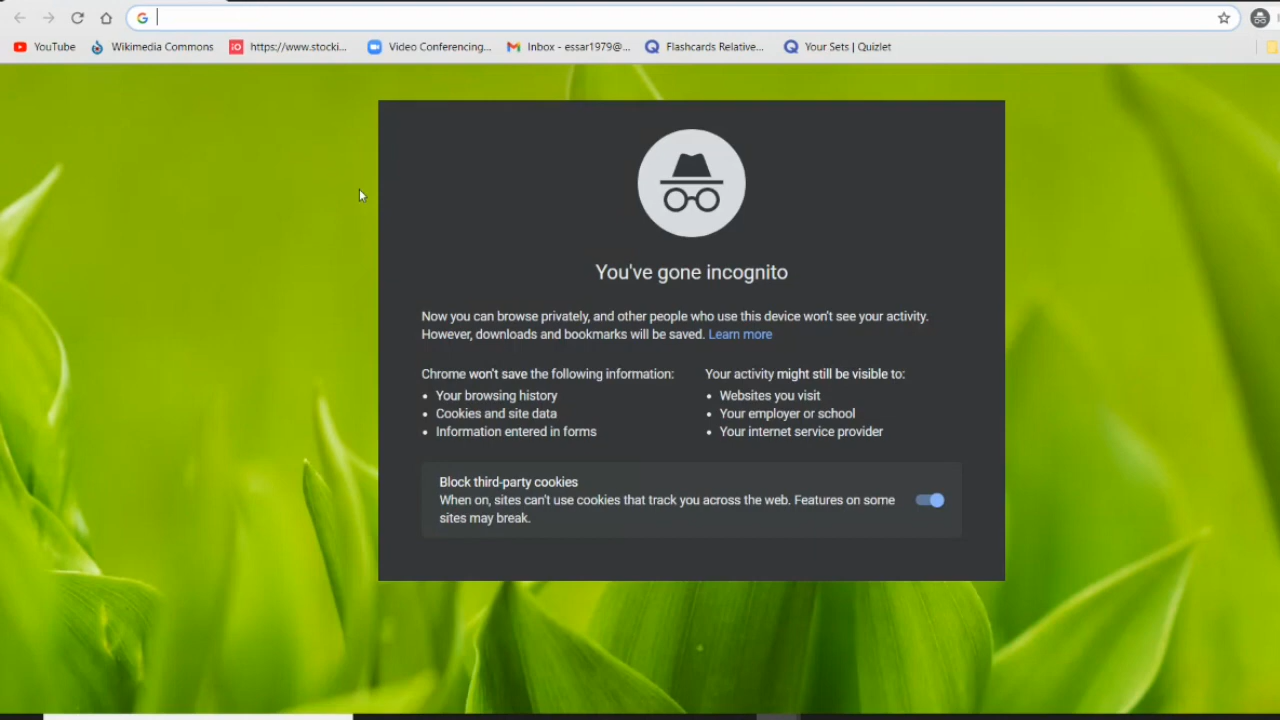 YouTube
Wikimedia Commons
https://www.stocki...
Video Conferencing...
Inbox - essar1979@...
Flashcards Relative...
Your Sets | Quizlet
You've gone incognito
Now you can browse privately, and other people who use this device won't see your activity.
However, downloads and bookmarks will be saved. Learn more
Chrome won't save the following information:
Your browsing history
Cookies and site data
Information entered in forms
Your activity might still be visible to:
Websites you visit
Your employer or school
Your internet service provider
Block third-party cookies
When on, sites can't use cookies that track you across the web. Features on some
sites may break.